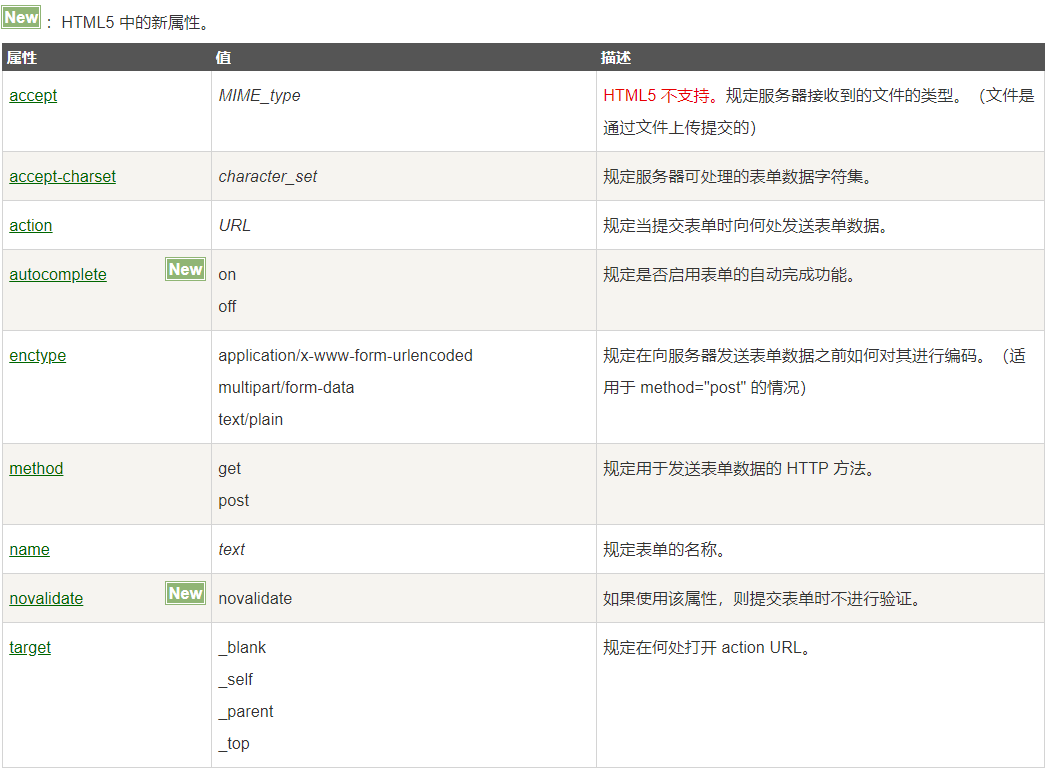 New : HTML5 中的新属性。
属性 值 描述
accept MIME_type HTML5 不支持。规定服务器接收到的文件的类型。（文件是
通过文件上传提交的）
accept-charset character_set 规定服务器可处理的表单数据字符集。
action URL 规定当提交表单时向何处发送表单数据。
autocomplete New on 规定是否启用表单的自动完成功能。
off
enctype application/x-www-form-urlencoded 规定在向服务器发送表单数据之前如何对其进行编码。（适
multipart/form-data 用于 method="post" 的情况）
text/plain
method get 规定用于发送表单数据的 HTTP 方法。
post
name text 规定表单的名称。
novalidate New novalidate 如果使用该属性，则提交表单时不进行验证。
target _blank 规定在何处打开 action URL。
_self
_parent
_top